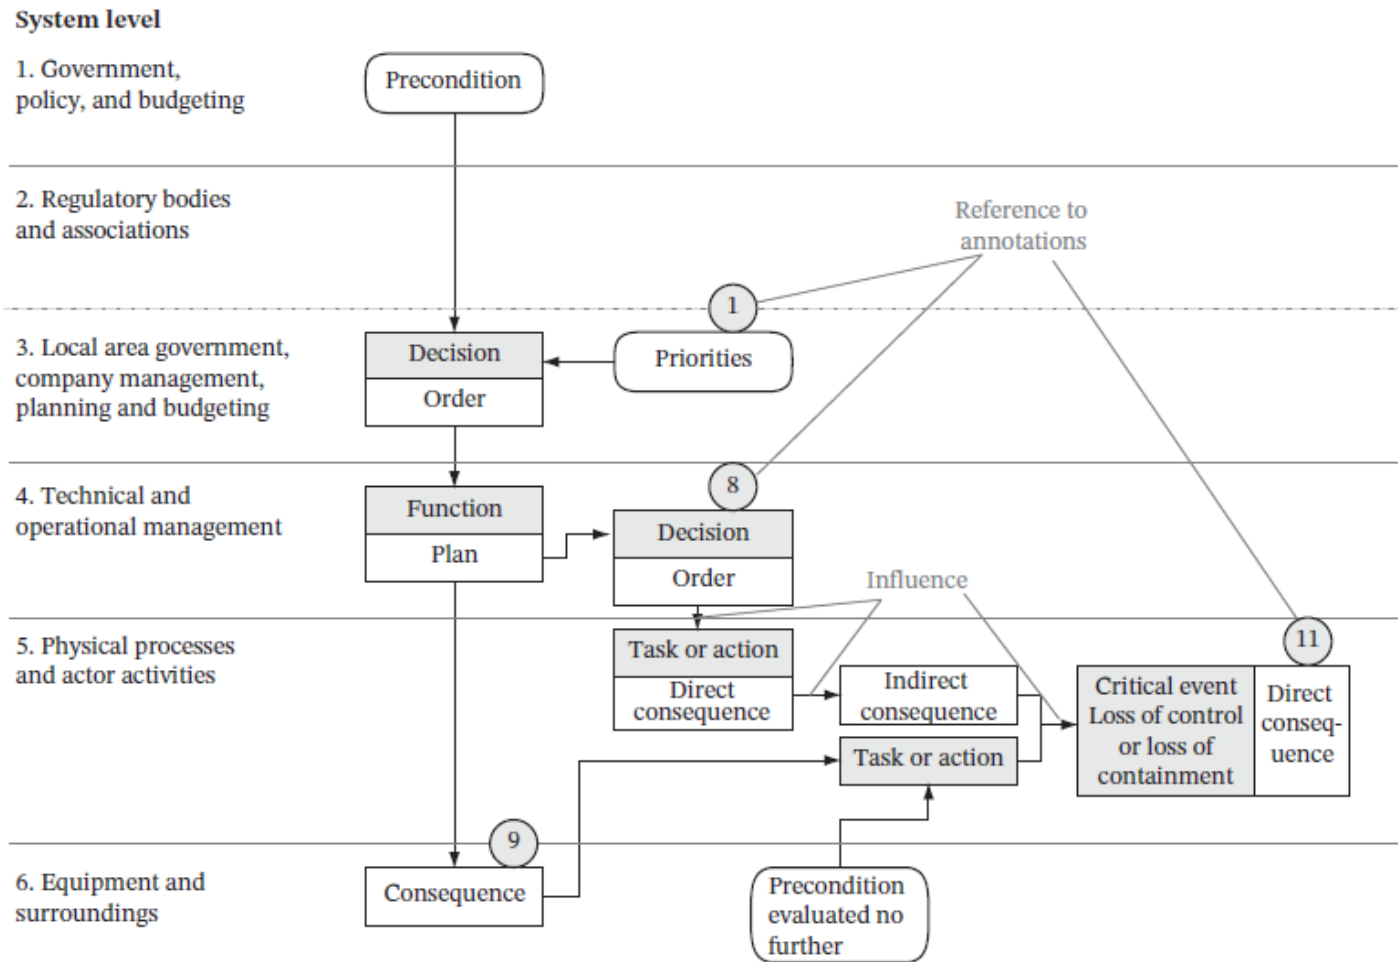 System level
1. Government,
policy, and budgeting
Precondition
2. Regulatory bodies
and associations
Reference to
annotations
1
3. Local area government,
company management,
planning and budgeting
Decision
Order
Priorities
4. Technical and
operational management
Function
Plan
8
Decision
Order
Influence
5. Physical processes
and actor activities
Task or action
Direct
consequence
Indirect
consequence
Task or action
11
Critical event
Loss of control
or loss of
containment
Direct
conseq-
uence
6. Equipment and
surroundings
9
Consequence
Precondition
evaluated no
further